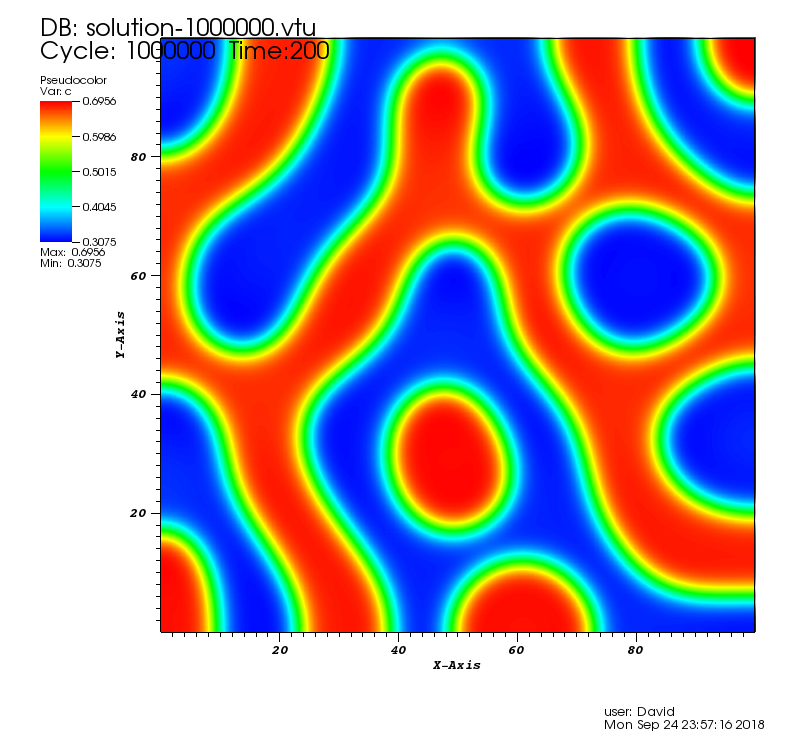 DB: solution-1000000.vtu
Cycle: 1000000 Time:200
Pseudocolor
Var: c
0.6956
0.5986
0.5015
0.4045
0.3075
Max: 0.6956
Min: 0.3075
80
60
40
20
Y-Axis
20
40
60
80
X-Axis
user: David
Mon Sep 24 23:57:16 2018